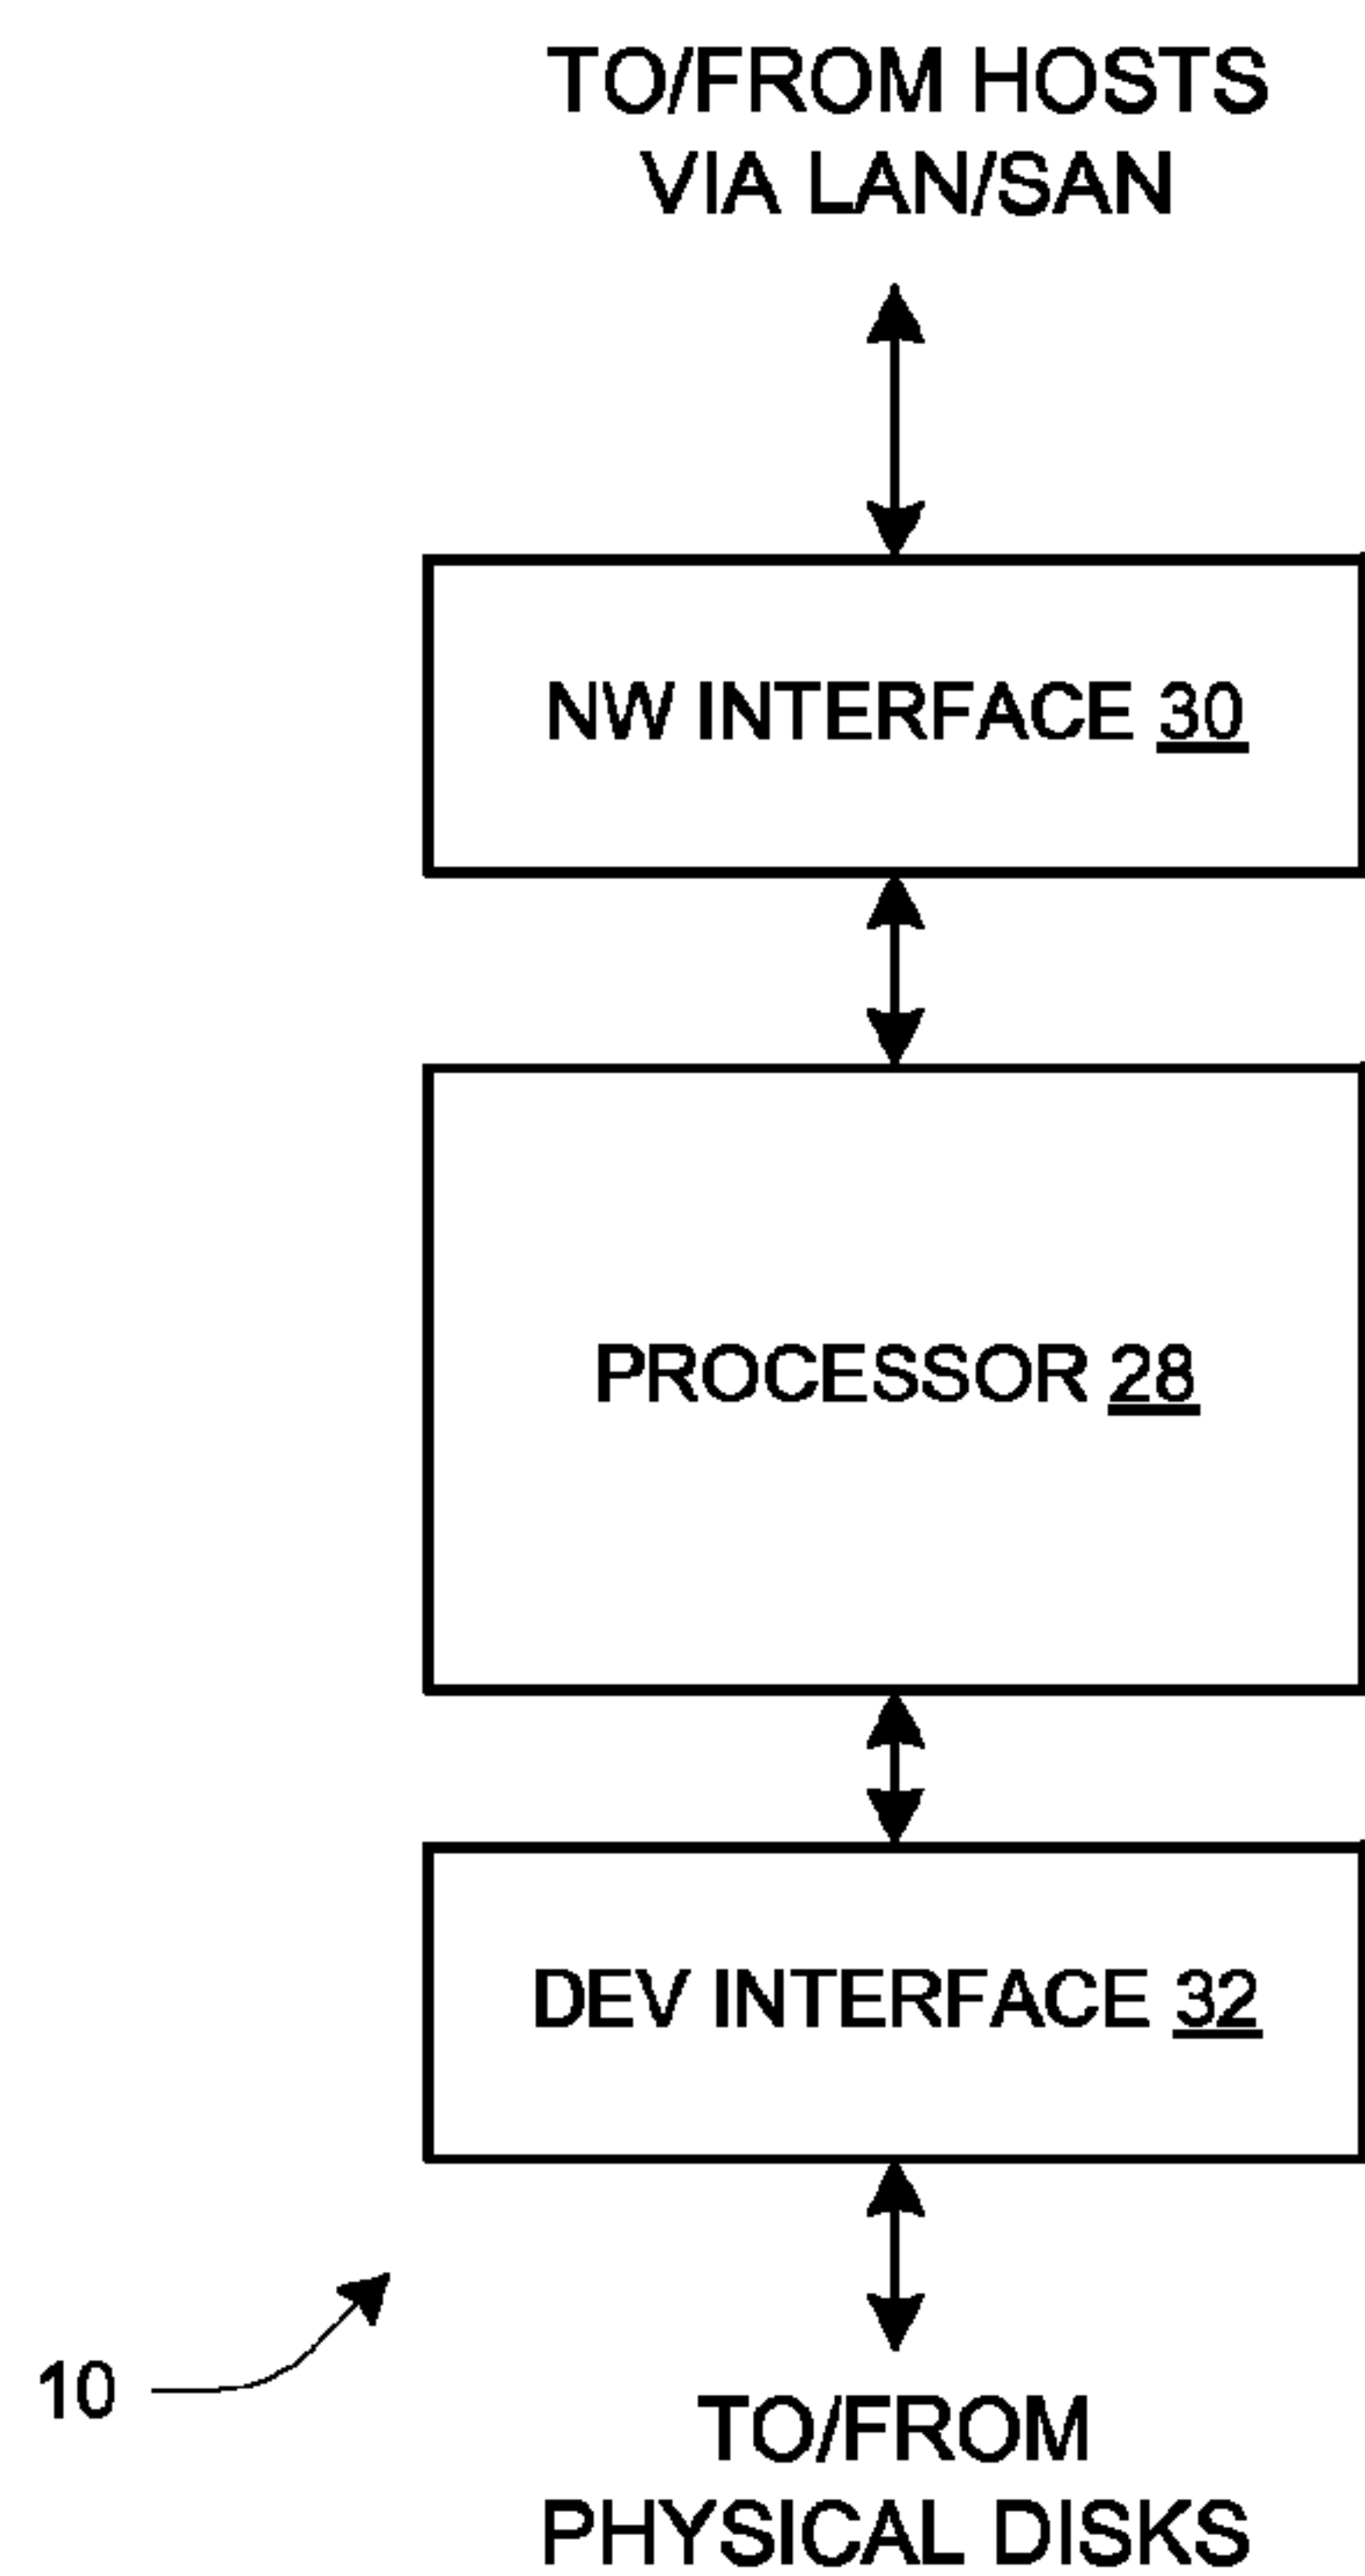 TO/FROM HOSTS
VIA LAN/SAN
NW INTERFACE 30
PROCESSOR 28
DEV INTERFACE 32
10
TO/FROM
PHYSICAL DISKS